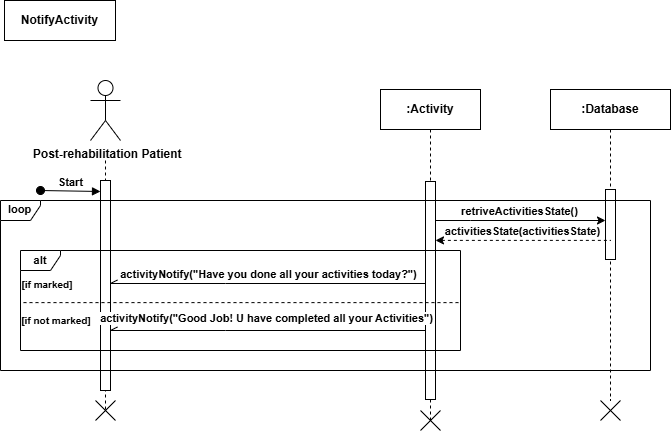 NotifyActivity
:Activity
:Database
Post-rehabilitation Patient
Start
loop
retriveActivitiesState()
activitiesState(activitiesState)
alt
activityNotify("Have you done all your activities today?")
[if marked]
[if not marked]
activityNotify("Good Job! U have completed all your Activities")